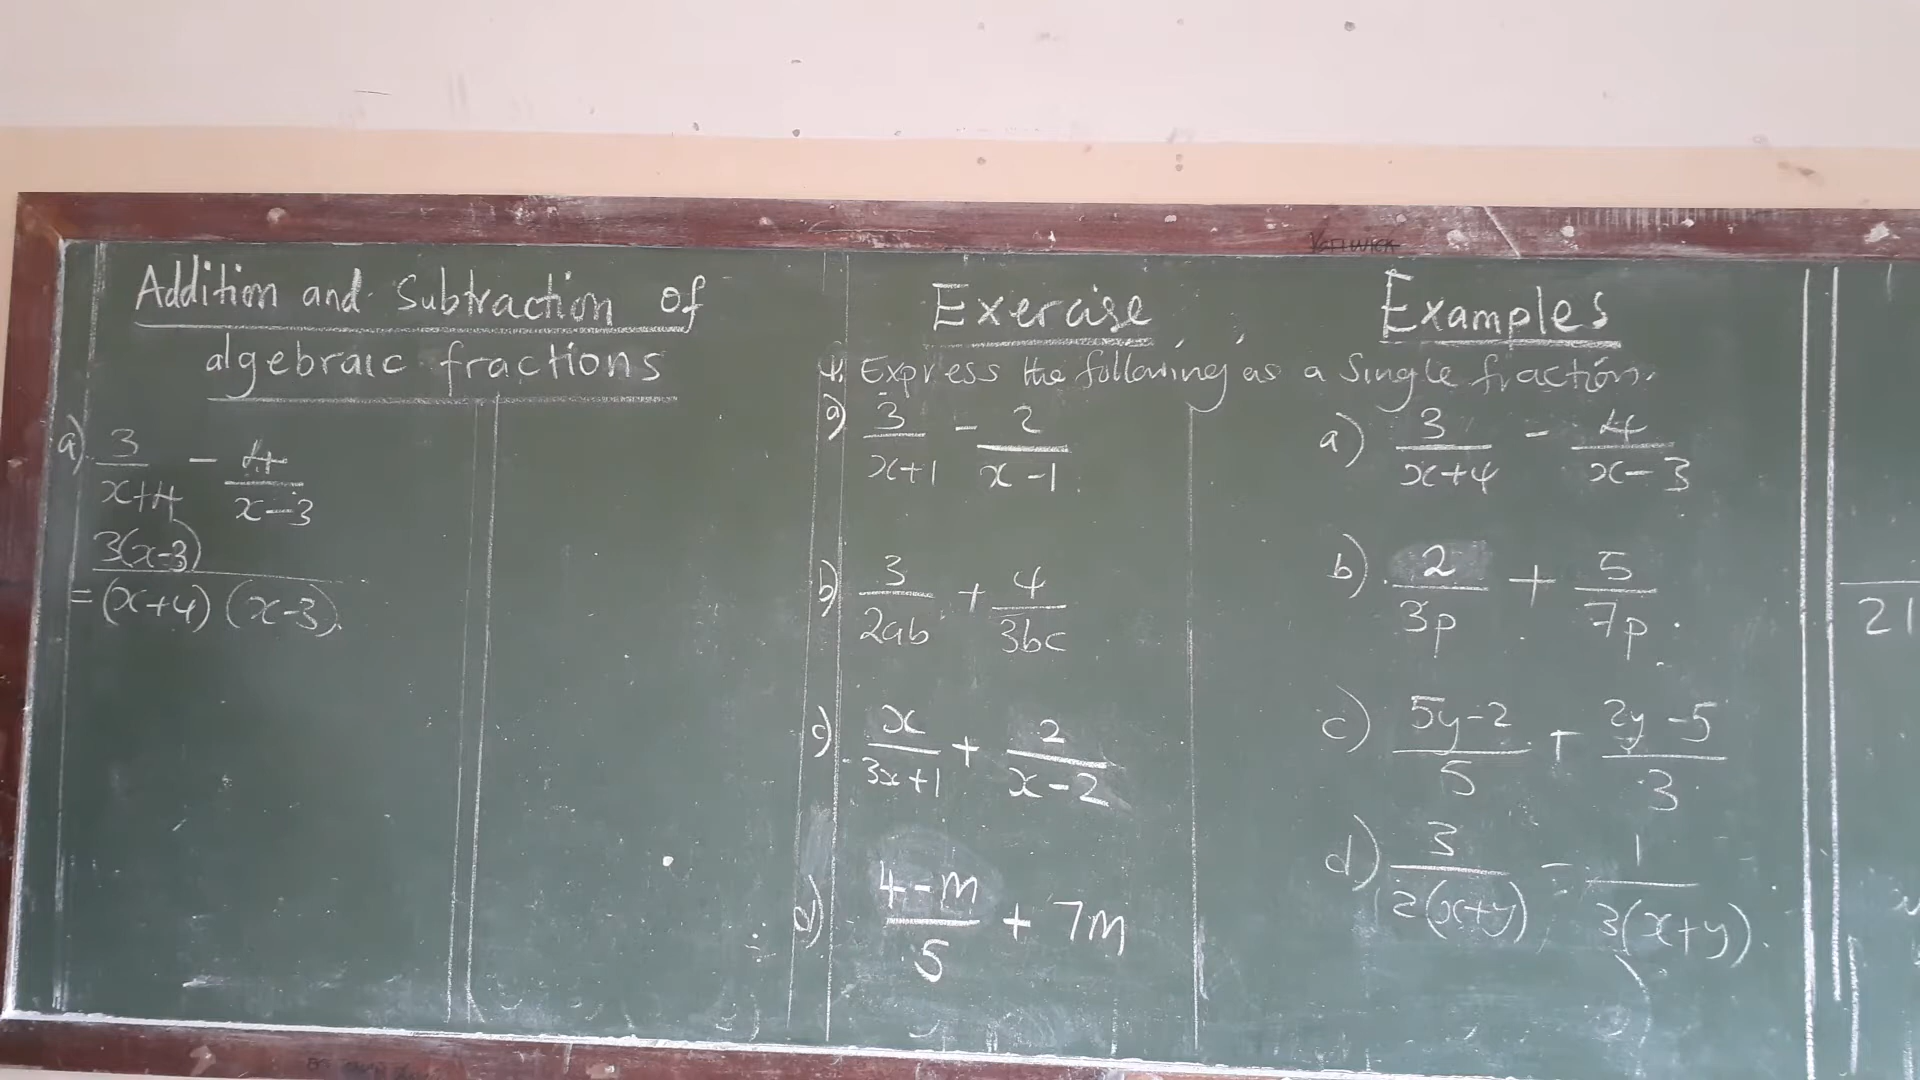 Addition and Subtraction of
algebraic fractions
a) 3/(x+4) - 4/(x-3)
3(x-3)
= (x+4)(x-3)
Exercise
1. Express the following as a single fraction.
a) 3/(x+1) - 2/(x-1)
b) 3/2ab + 4/3bc
c) x/(3x+1) + 2/(x-2)
d) (4-m)/5 + 7m
Examples
a) 3/(x+4) - 4/(x-3)
b) 2/3p + 5/7p
c) (5y-2)/5 + (2y-5)/3
d) 3/2(x+y) - 1/3(x+y)
21